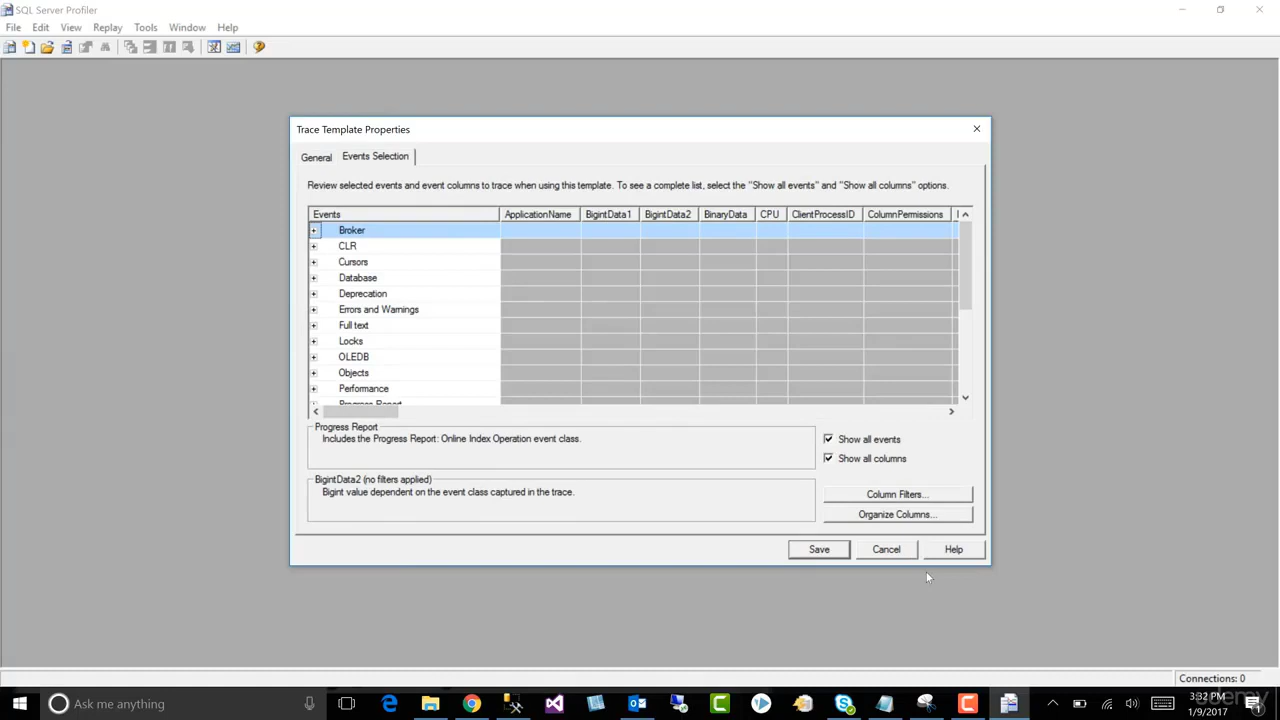 SQL Server Profiler
File Edit View Replay Tools Window Help
Trace Template Properties
General Events Selection
Review selected events and event columns to trace when using this template. To see a complete list, select the "Show all events" and "Show all columns" options.
Events ApplicationName BigintData1 BigintData2 BinaryData CPU ClientProcessID ColumnPermissions
Broker
CLR
Cursors
Database
Deprecation
Errors and Warnings
Full text
Locks
OLEDB
Objects
Performance
Progress Report
Progress Report
Includes the Progress Report: Online Index Operation event class.
Show all events
Show all columns
BigintData2 (no filters applied)
Bigint value dependent on the event class captured in the trace.
Column Filters...
Organize Columns...
Save Cancel Help
Connections: 0
Ask me anything
3:32 PM
1/9/2017
udemy